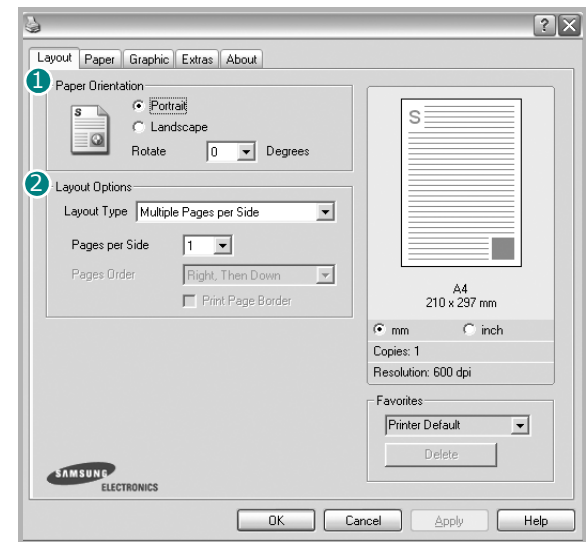 ?
Layout Paper Graphic Extras About
1
Paper Orientation
S
Portrait
Landscape
Rotate 0 Degrees
2
Layout Options
Layout Type Multiple Pages per Side
Pages per Side 1
Pages Order Right, Then Down
Print Page Border
S
A4
210 x 297 mm
mm inch
Copies: 1
Resolution: 600 dpi
Favorites
Printer Default
Delete
SAMSUNG
ELECTRONICS
OK Cancel Apply Help